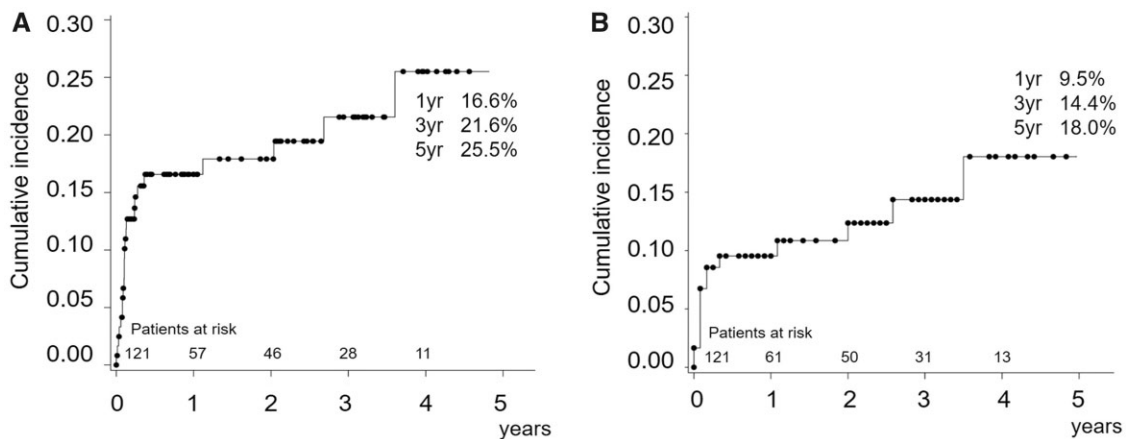 A
0.30
0.25
0.20
0.15
0.10
0.05
0.00
Cumulative incidence
1yr 16.6%
3yr 21.6%
5yr 25.5%
Patients at risk
121 57 46 28 11
0 1 2 3 4 5
years
B
0.30
0.25
0.20
0.15
0.10
0.05
0.00
Cumulative incidence
1yr 9.5%
3yr 14.4%
5yr 18.0%
Patients at risk
121 61 50 31 13
0 1 2 3 4 5
years